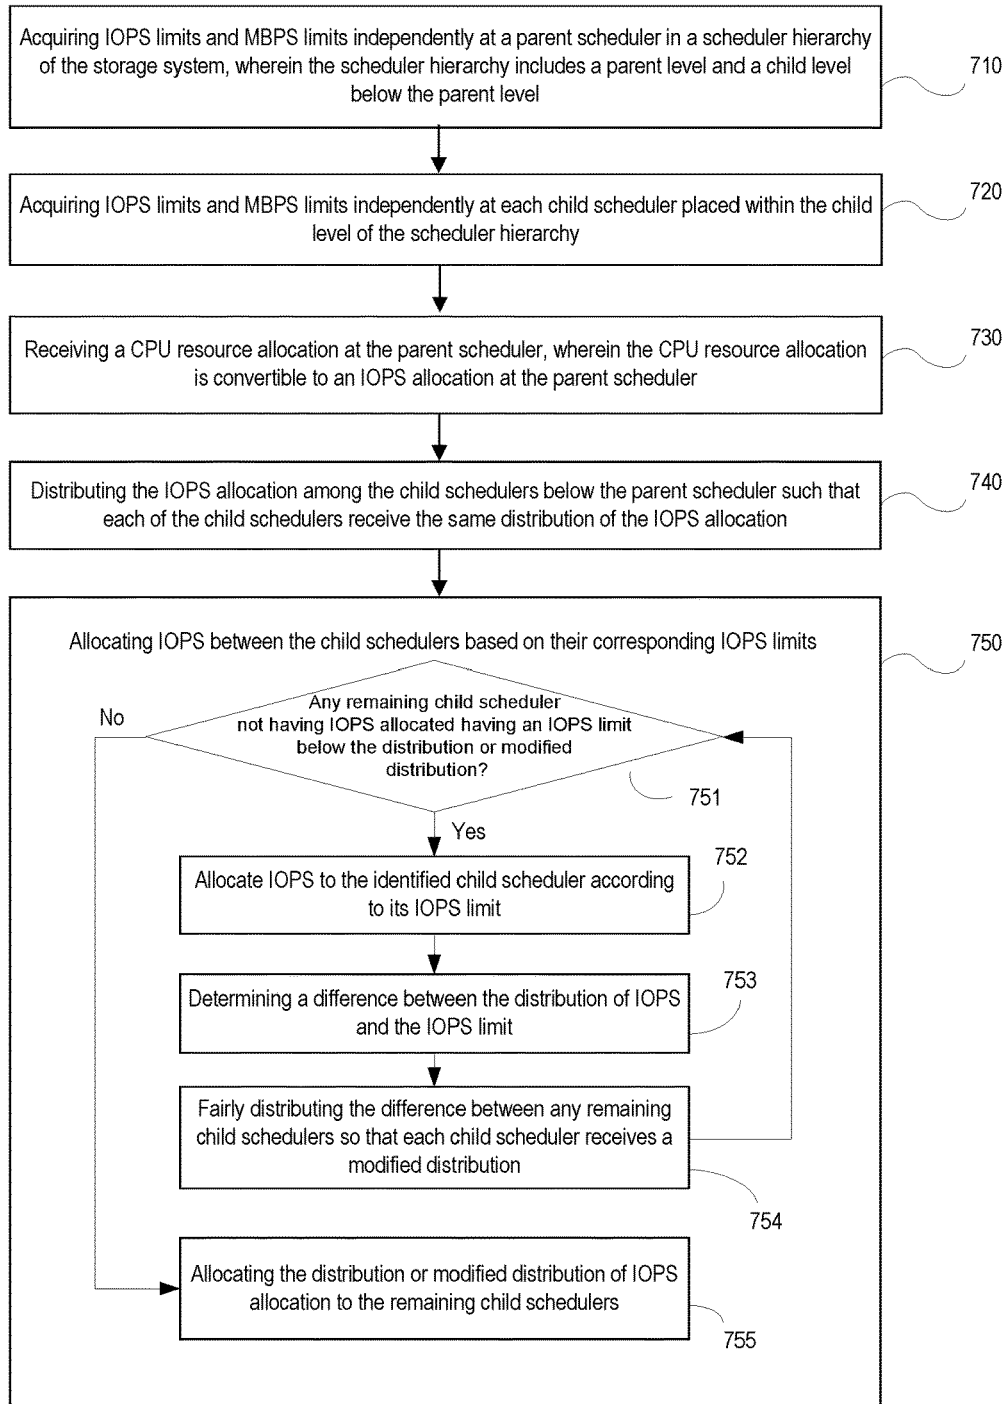 Acquiring IOPS limits and MBPS limits independently at a parent scheduler in a scheduler hierarchy
of the storage system, wherein the scheduler hierarchy includes a parent level and a child level
below the parent level
710
Acquiring IOPS limits and MBPS limits independently at each child scheduler placed within the child
level of the scheduler hierarchy
720
Receiving a CPU resource allocation at the parent scheduler, wherein the CPU resource allocation
is convertible to an IOPS allocation at the parent scheduler
730
Distributing the IOPS allocation among the child schedulers below the parent scheduler such that
each of the child schedulers receive the same distribution of the IOPS allocation
740
Allocating IOPS between the child schedulers based on their corresponding IOPS limits
750
Any remaining child scheduler
not having IOPS allocated having an IOPS limit
below the distribution or modified
distribution?
No
751
Yes
Allocate IOPS to the identified child scheduler according
to its IOPS limit
752
Determining a difference between the distribution of IOPS
and the IOPS limit
753
Fairly distributing the difference between any remaining
child schedulers so that each child scheduler receives a
modified distribution
754
Allocating the distribution or modified distribution of IOPS
allocation to the remaining child schedulers
755